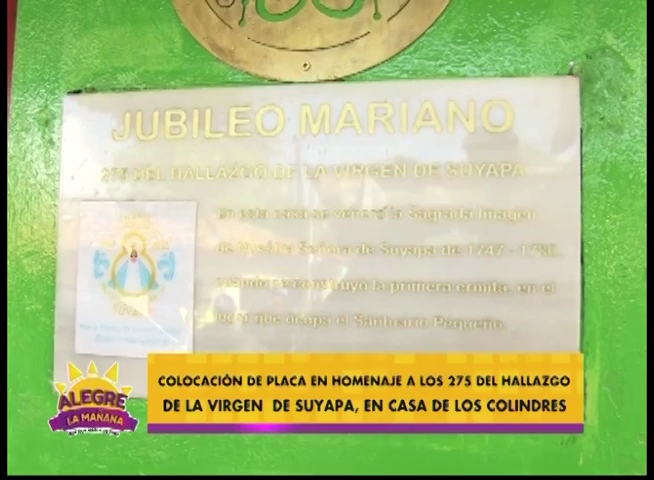 JUBILEO MARIANO
275 DEL HALLAZGO DE LA VIRGEN DE SUYAPA
En esta casa se veneró la Sagrada Imagen
de Nuestra Señora de Suyapa de 1747 - 1780,
cuando se construyó la primera ermita, en el
lugar que ocupa el Santuario Pequeño.
ALEGRE
LA MAÑANA
COLOCACIÓN DE PLACA EN HOMENAJE A LOS 275 DEL HALLAZGO
DE LA VIRGEN DE SUYAPA, EN CASA DE LOS COLINDRES